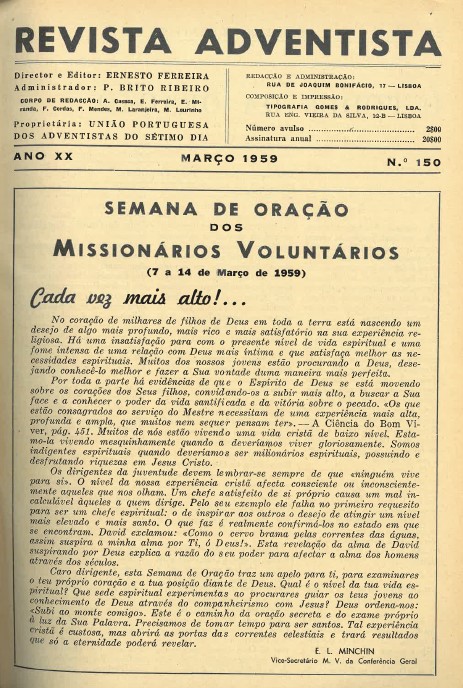 REVISTA ADVENTISTA
Director e Editor: ERNESTO FERREIRA
Administrador: P. BRITO RIBEIRO
CORPO DE REDACÇÃO: A. Casaca, E. Ferreira, E. Mi-
randa, F. Cordas, F. Mendes, M. Laranjeira, M. Lourinho
Proprietária: UNIÃO PORTUGUESA
DOS ADVENTISTAS DO SÉTIMO DIA
REDACÇÃO E ADMINISTRAÇÃO:
RUA DE JOAQUIM BONIFÁCIO, 17 — LISBOA
COMPOSIÇÃO E IMPRESSÃO:
TIPOGRAFIA GOMES & RODRIGUES, LDA.
RUA ENG. VIEIRA DA SILVA, 12-B — LISBOA
Número avulso ........................ 2$00
Assinatura anual ........................ 20$00
ANO XX MARÇO 1959 N.º 150
SEMANA DE ORAÇÃO
DOS
MISSIONÁRIOS VOLUNTÁRIOS
(7 a 14 de Março de 1959)
Cada vez mais alto!...
No coração de milhares de filhos de Deus em toda a terra está nascendo um
desejo de algo mais profundo, mais rico e mais satisfatório na sua experiência re-
ligiosa. Há uma insatisfação para com o presente nível de vida espiritual e uma
fome intensa de uma relação com Deus mais íntima e que satisfaça melhor as ne-
cessidades espirituais. Muitos dos nossos jovens estão procurando a Deus, dese-
jando conhecê-lo melhor e fazer a Sua vontade duma maneira mais perfeita.
Por toda a parte há evidências de que o Espírito de Deus se está movendo
sobre os corações dos Seus filhos, convidando-os a subir mais alto, a buscar a Sua
face e a conhecer o poder da vida santificada e da vitória sobre o pecado. «Os que
estão consagrados ao serviço do Mestre necessitam de uma experiência mais alta,
profunda e ampla, que muitos nem sequer pensam ter». — A Ciência do Bom Vi-
ver, pág. 451. Muitos de nós estão vivendo uma vida cristã de baixo nível. Esta-
mo-la vivendo mesquinhamente quando a deveríamos viver gloriosamente. Somos
indigentes espirituais quando deveríamos ser milionários espirituais, possuindo e
desfrutando riquezas em Jesus Cristo.
Os dirigentes da juventude devem lembrar-se sempre de que «ninguém vive
para si». O nível da nossa experiência cristã afecta consciente ou inconsciente-
mente aqueles que nos olham. Um chefe satisfeito de si próprio causa um mal in-
calculável àqueles a quem dirige. Pelo seu exemplo ele falha no primeiro requesito
para ser um chefe espiritual: o de inspirar aos outros o desejo de atingir um nível
mais elevado e mais santo. O que faz é realmente confirmá-los no estado em que
se encontram. David exclamou: «Como o cervo brama pelas correntes das águas,
assim suspira a minha alma por Ti, ó Deus!». Esta revelação da alma de David
suspirando por Deus explica a razão do seu poder para afectar a alma dos homens
através dos séculos.
Caro dirigente, esta Semana de Oração traz um apelo para ti, para examinares
o teu próprio coração e a tua posição diante de Deus. Qual é o nível da tua vida es-
piritual? Que sede espiritual experimentas ao procurares guiar os teus jovens ao
conhecimento de Deus através do companheirismo com Jesus? Deus ordena-nos:
«Subi ao monte comigo». Este é o caminho da oração secreta e do exame próprio
à luz da Sua Palavra. Precisamos de tomar tempo para ser santos. Tal experiência
cristã é custosa, mas abrirá as portas das correntes celestiais e trará resultados
que só a eternidade poderá revelar.
E. L. MINCHIN
Vice-Secretário M. V. da Conferência Geral